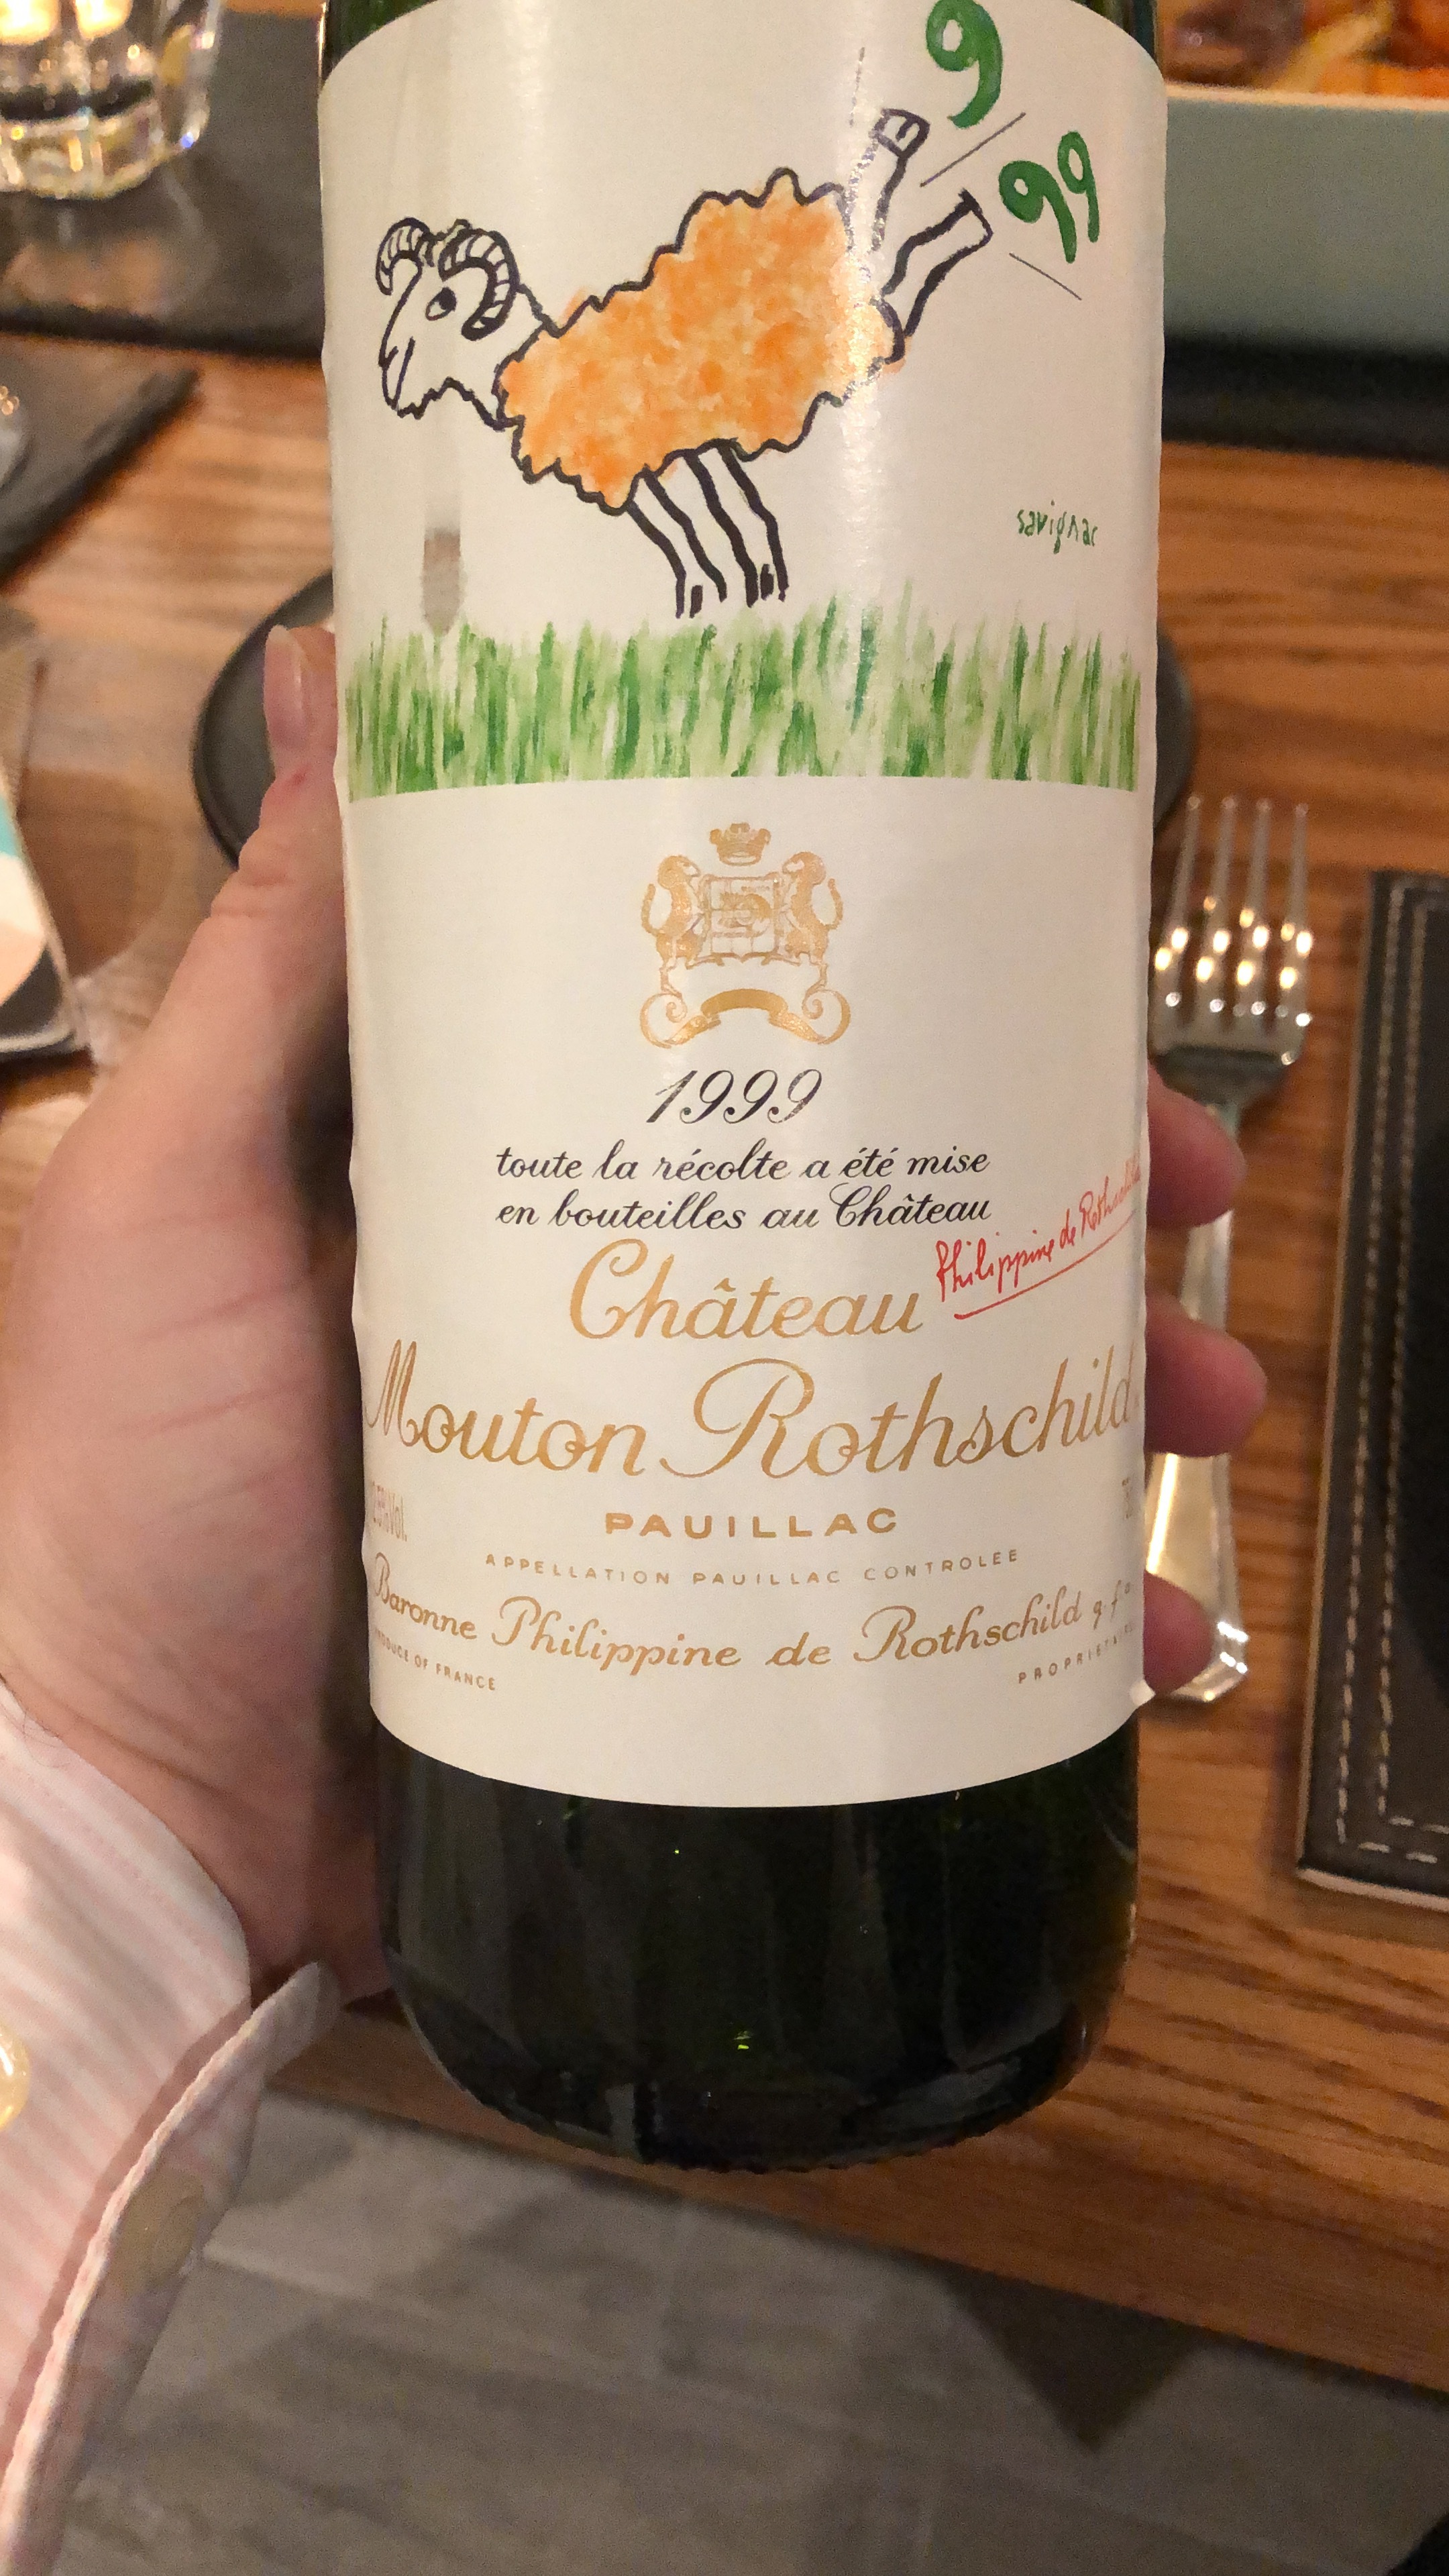 9
99
savignac
1999
toute la récolte a été mise
en bouteilles au Château
Philippine de Rothschild
Château
Mouton Rothschild
PAUILLAC
APPELLATION PAUILLAC CONTROLEE
Baronne Philippine de Rothschild g.f.a.
PRODUCE OF FRANCE